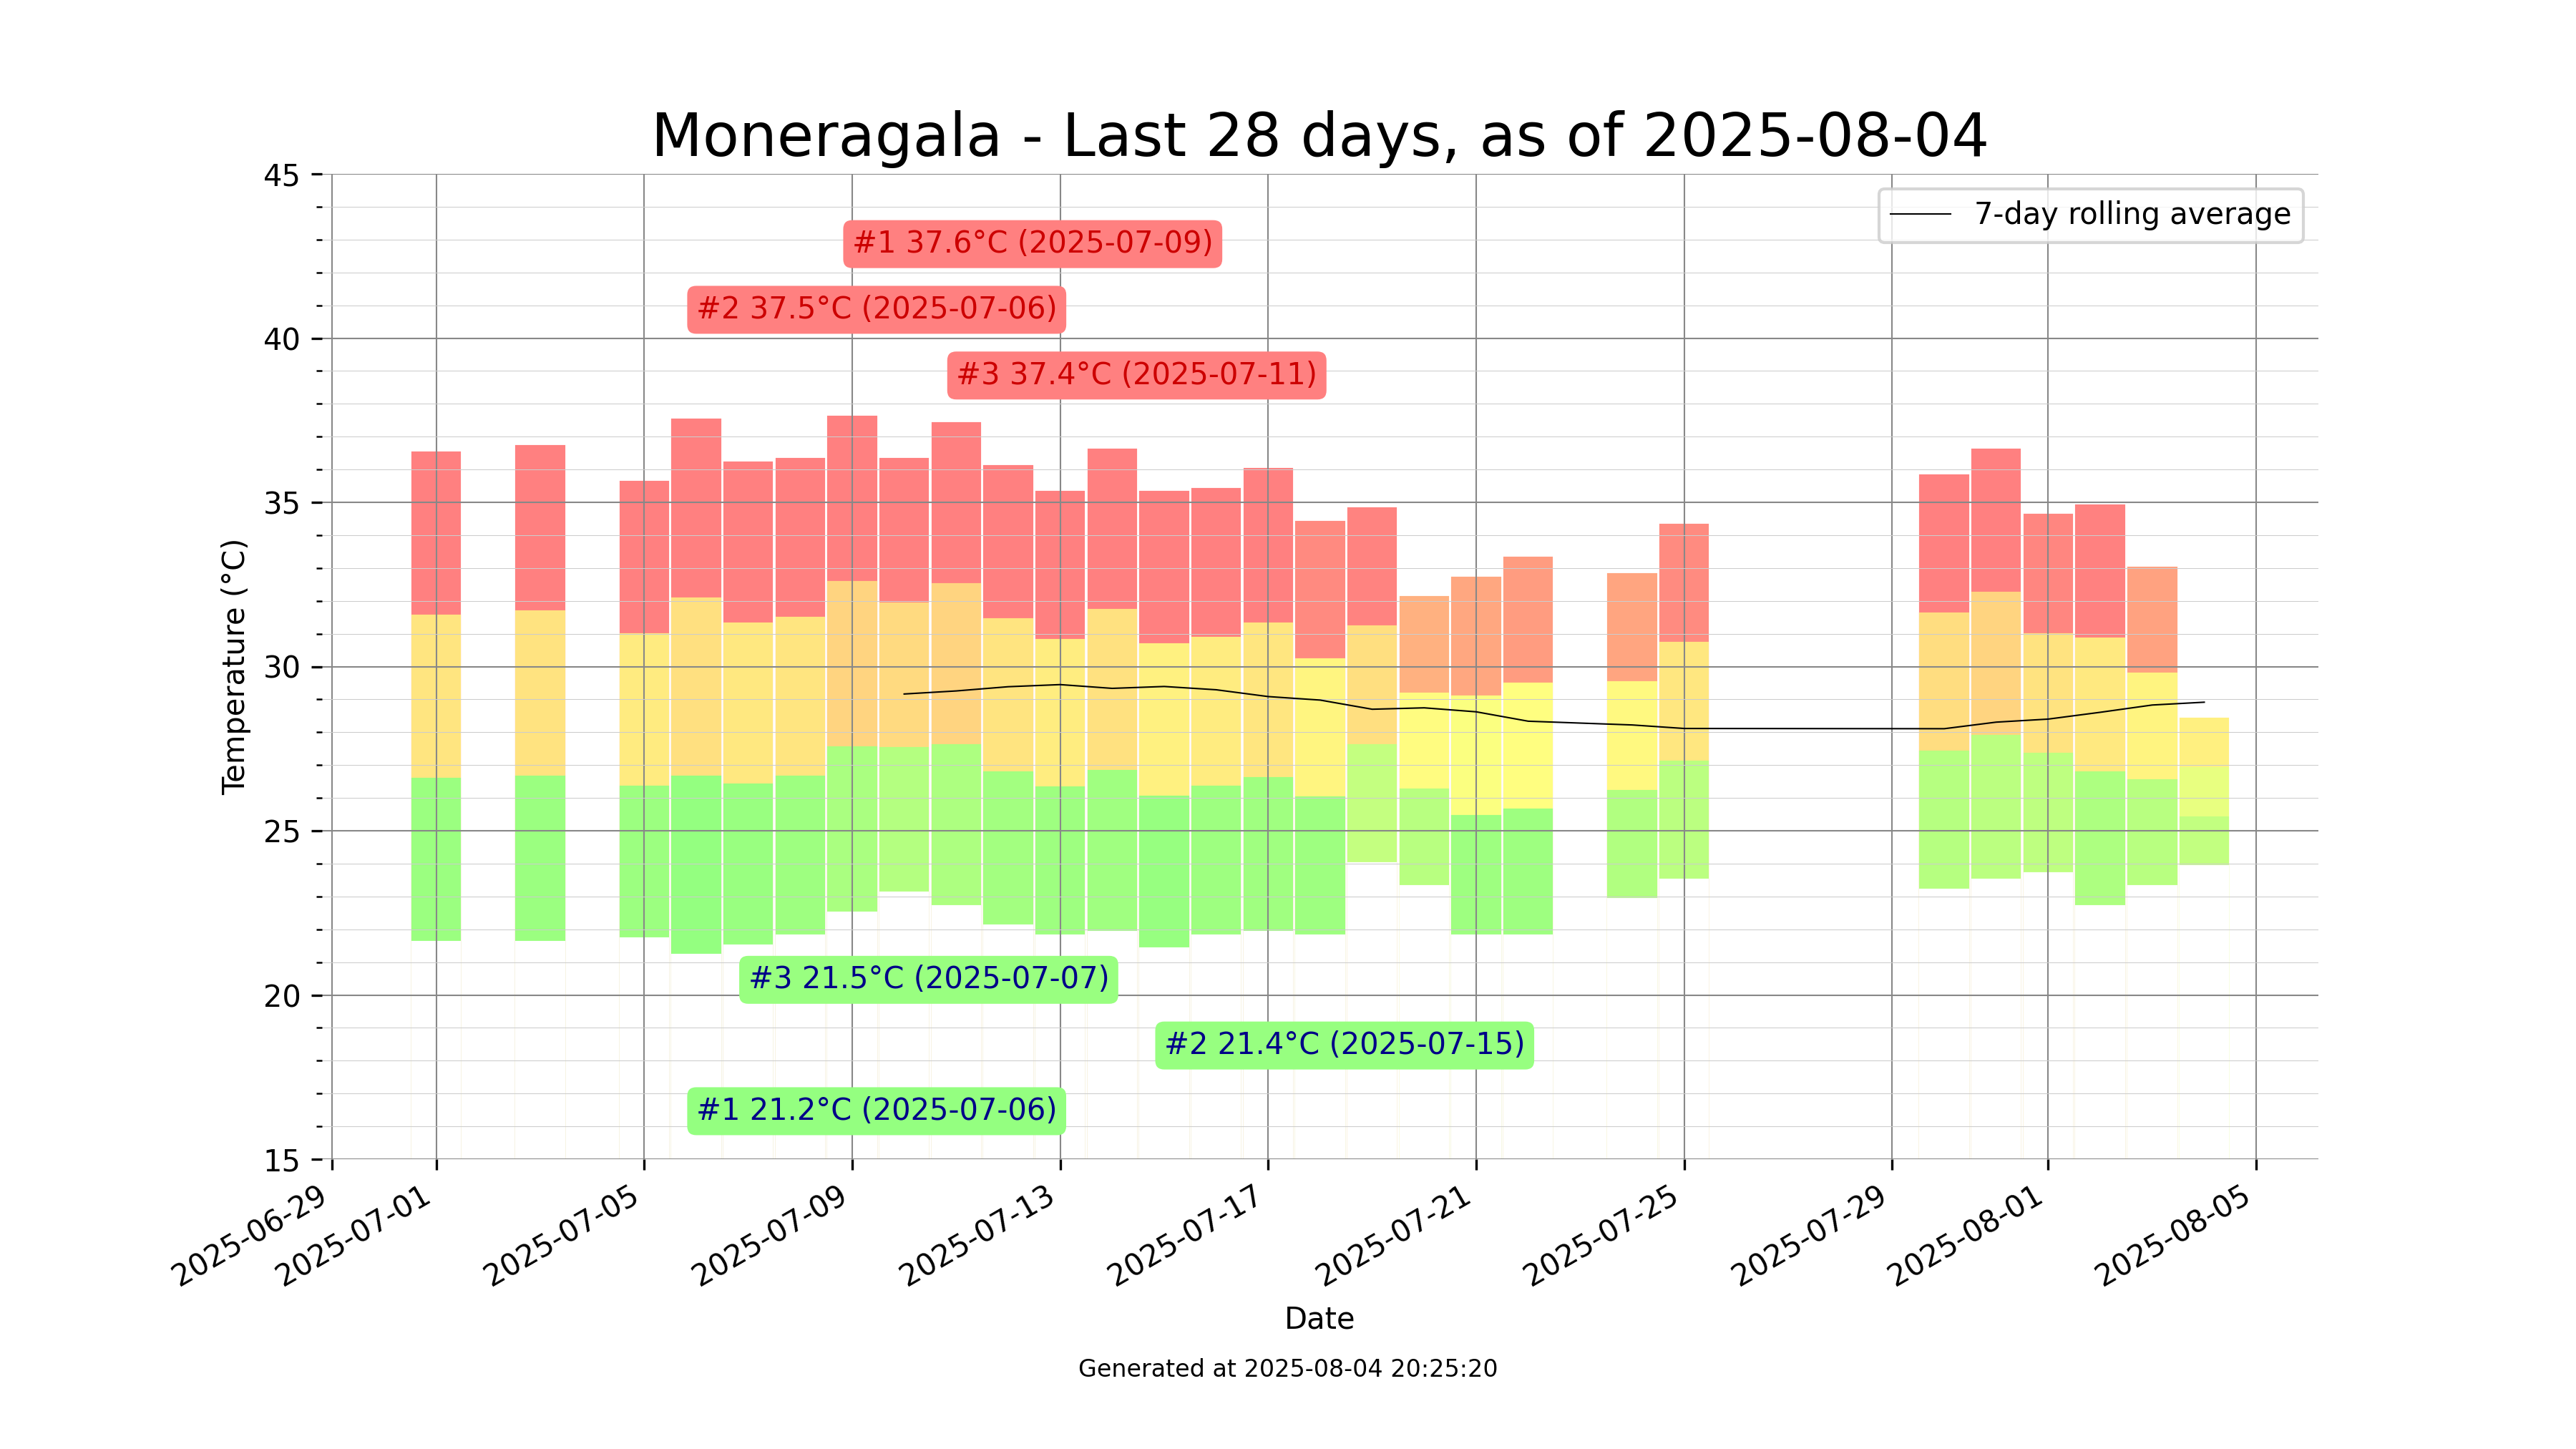 Moneragala - Last 28 days, as of 2025-08-04
7-day rolling average
#1 37.6°C (2025-07-09)
#2 37.5°C (2025-07-06)
#3 37.4°C (2025-07-11)
#3 21.5°C (2025-07-07)
#2 21.4°C (2025-07-15)
#1 21.2°C (2025-07-06)
Temperature (°C)
45
40
35
30
25
20
15
2025-06-29
2025-07-01
2025-07-05
2025-07-09
2025-07-13
2025-07-17
2025-07-21
2025-07-25
2025-07-29
2025-08-01
2025-08-05
Date
Generated at 2025-08-04 20:25:20